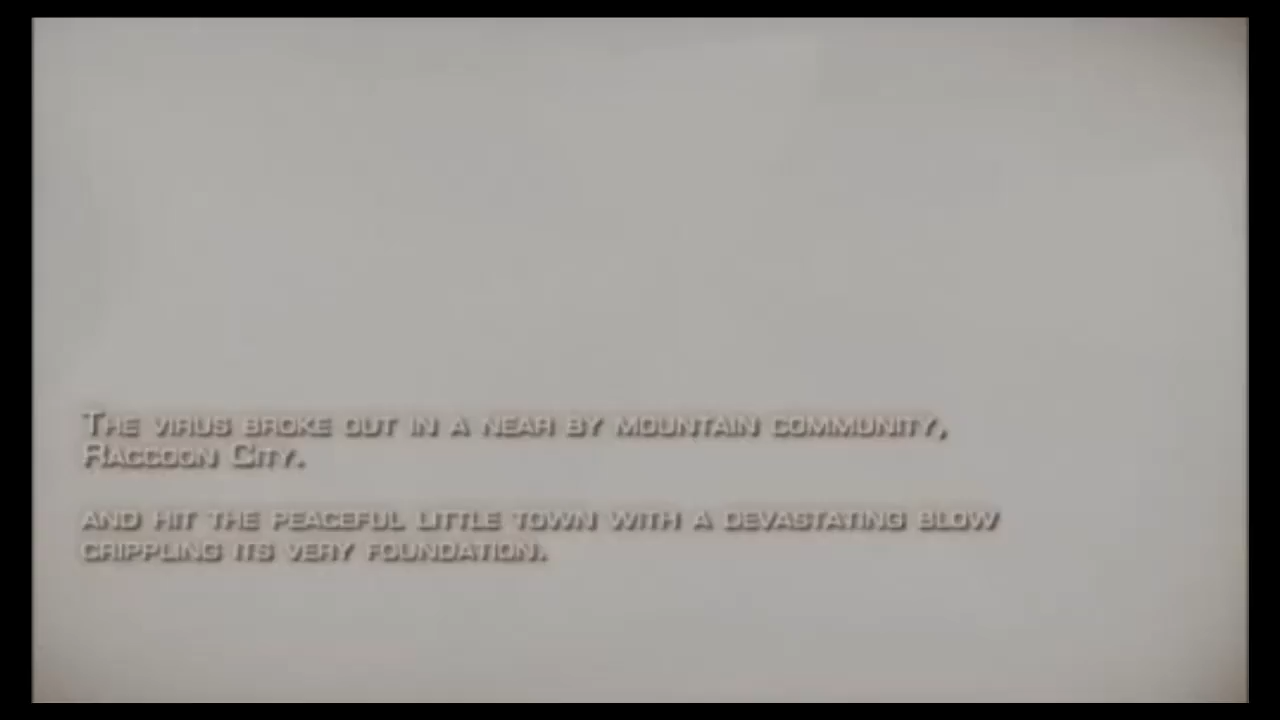 The virus broke out in a near by mountain community,
Raccoon City.
and hit the peaceful little town with a devastating blow
crippling its very foundation.